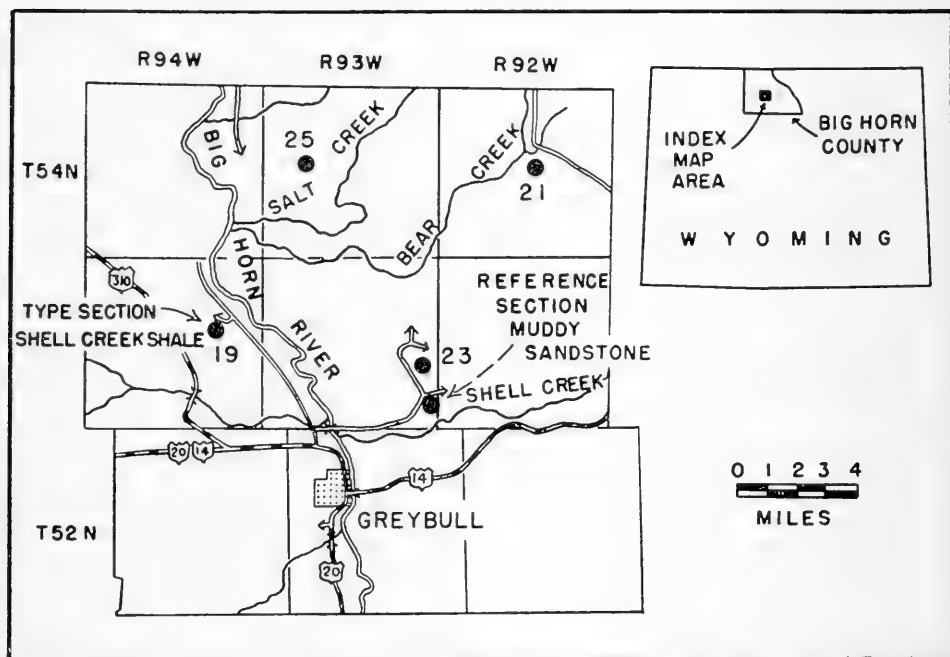 R94W R93W R92W
T54N
T52N
BIG
HORN
RIVER
25
SALT CREEK
BEAR CREEK
21
310
TYPE SECTION
SHELL CREEK SHALE
19
REFERENCE
SECTION
MUDDY
SANDSTONE
23
SHELL CREEK
20 14
14
GREYBULL
20
INDEX
MAP
AREA
BIG HORN
COUNTY
WYOMING
0 1 2 3 4
MILES